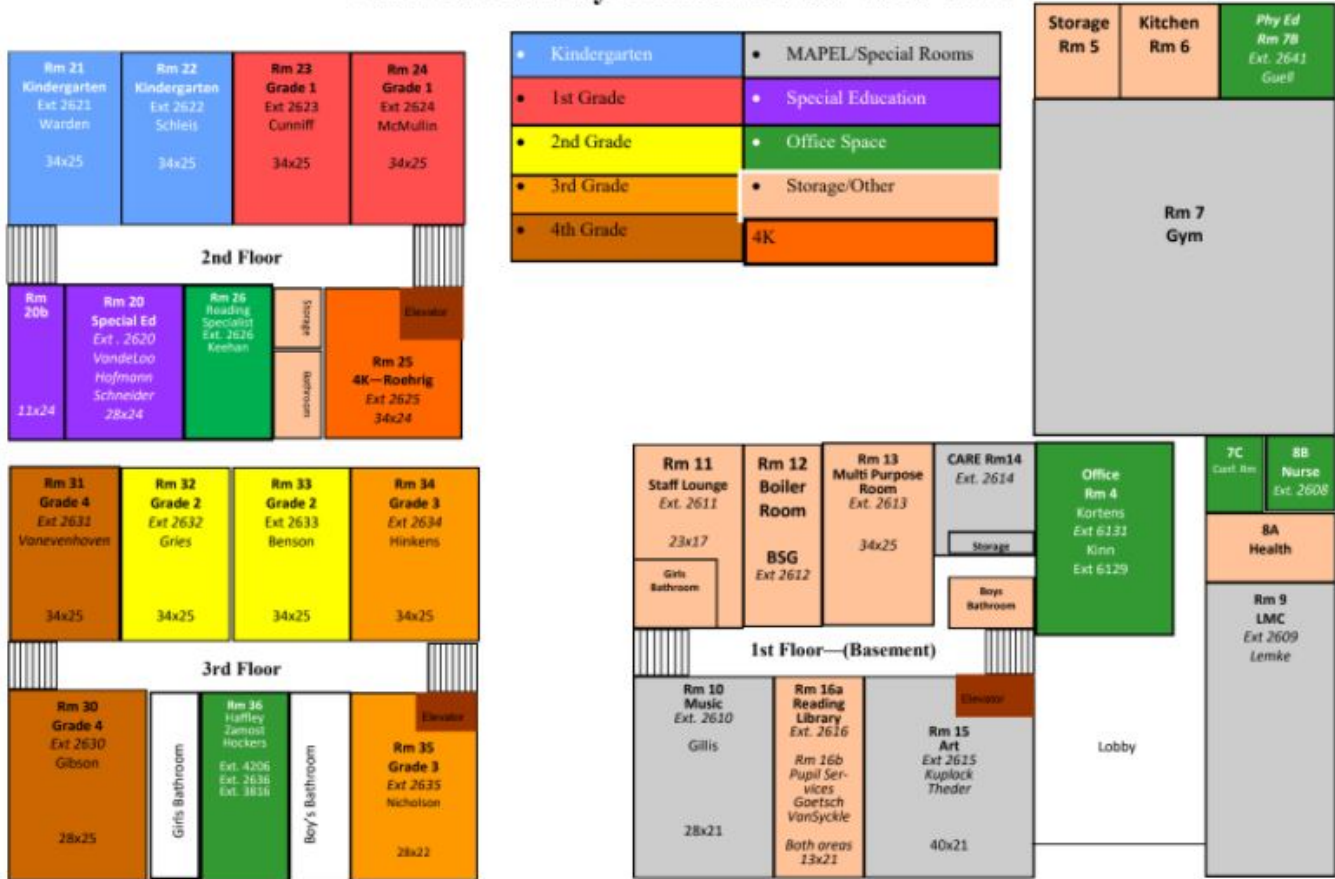 Storage
Rm 5
Kitchen
Rm 6
Phy Ed
Rm 7B
Ext. 2641
Guell
Rm 21
Kindergarten
Ext 2621
Warden
34x25
Rm 22
Kindergarten
Ext 2622
Schleis
34x25
Rm 23
Grade 1
Ext 2623
Cunniff
34x25
Rm 24
Grade 1
Ext 2624
McMullin
34x25
• Kindergarten
• MAPEL/Special Rooms
• 1st Grade
• Special Education
• 2nd Grade
• Office Space
• 3rd Grade
• Storage/Other
• 4th Grade
4K
Rm 7
Gym
2nd Floor
Rm
20b
11x24
Rm 20
Special Ed
Ext . 2620
VandeLoo
Hofmann
Schneider
28x24
Rm 26
Reading
Specialist
Ext. 2626
Keehan
Storage
Bathroom
Elevator
Rm 25
4K—Roehrig
Ext 2625
34x24
Rm 31
Grade 4
Ext 2631
Vanevenhoven
34x25
Rm 32
Grade 2
Ext 2632
Gries
34x25
Rm 33
Grade 2
Ext 2633
Benson
34x25
Rm 34
Grade 3
Ext 2634
Hinkens
34x25
3rd Floor
Rm 30
Grade 4
Ext 2630
Gibson
28x25
Girls Bathroom
Rm 36
Haffley
Zamost
Hockers
Ext. 4206
Ext. 2636
Ext. 3816
Boy's Bathroom
Elevator
Rm 35
Grade 3
Ext 2635
Nicholson
28x22
Rm 11
Staff Lounge
Ext. 2611
23x17
Girls
Bathroom
Rm 12
Boiler
Room
BSG
Ext 2612
Rm 13
Multi Purpose
Room
Ext. 2613
34x25
CARE Rm14
Ext. 2614
Storage
Boys
Bathroom
Office
Rm 4
Kortens
Ext 6131
Kinn
Ext 6129
7C
Conf. Rm
8B
Nurse
Ext. 2608
8A
Health
Rm 9
LMC
Ext 2609
Lemke
1st Floor—(Basement)
Rm 10
Music
Ext. 2610
Gillis
28x21
Rm 16a
Reading
Library
Ext. 2616
Rm 16b
Pupil Ser-
vices
Goetsch
VanSyckle
Both areas
13x21
Elevator
Rm 15
Art
Ext 2615
Kuplack
Theder
40x21
Lobby